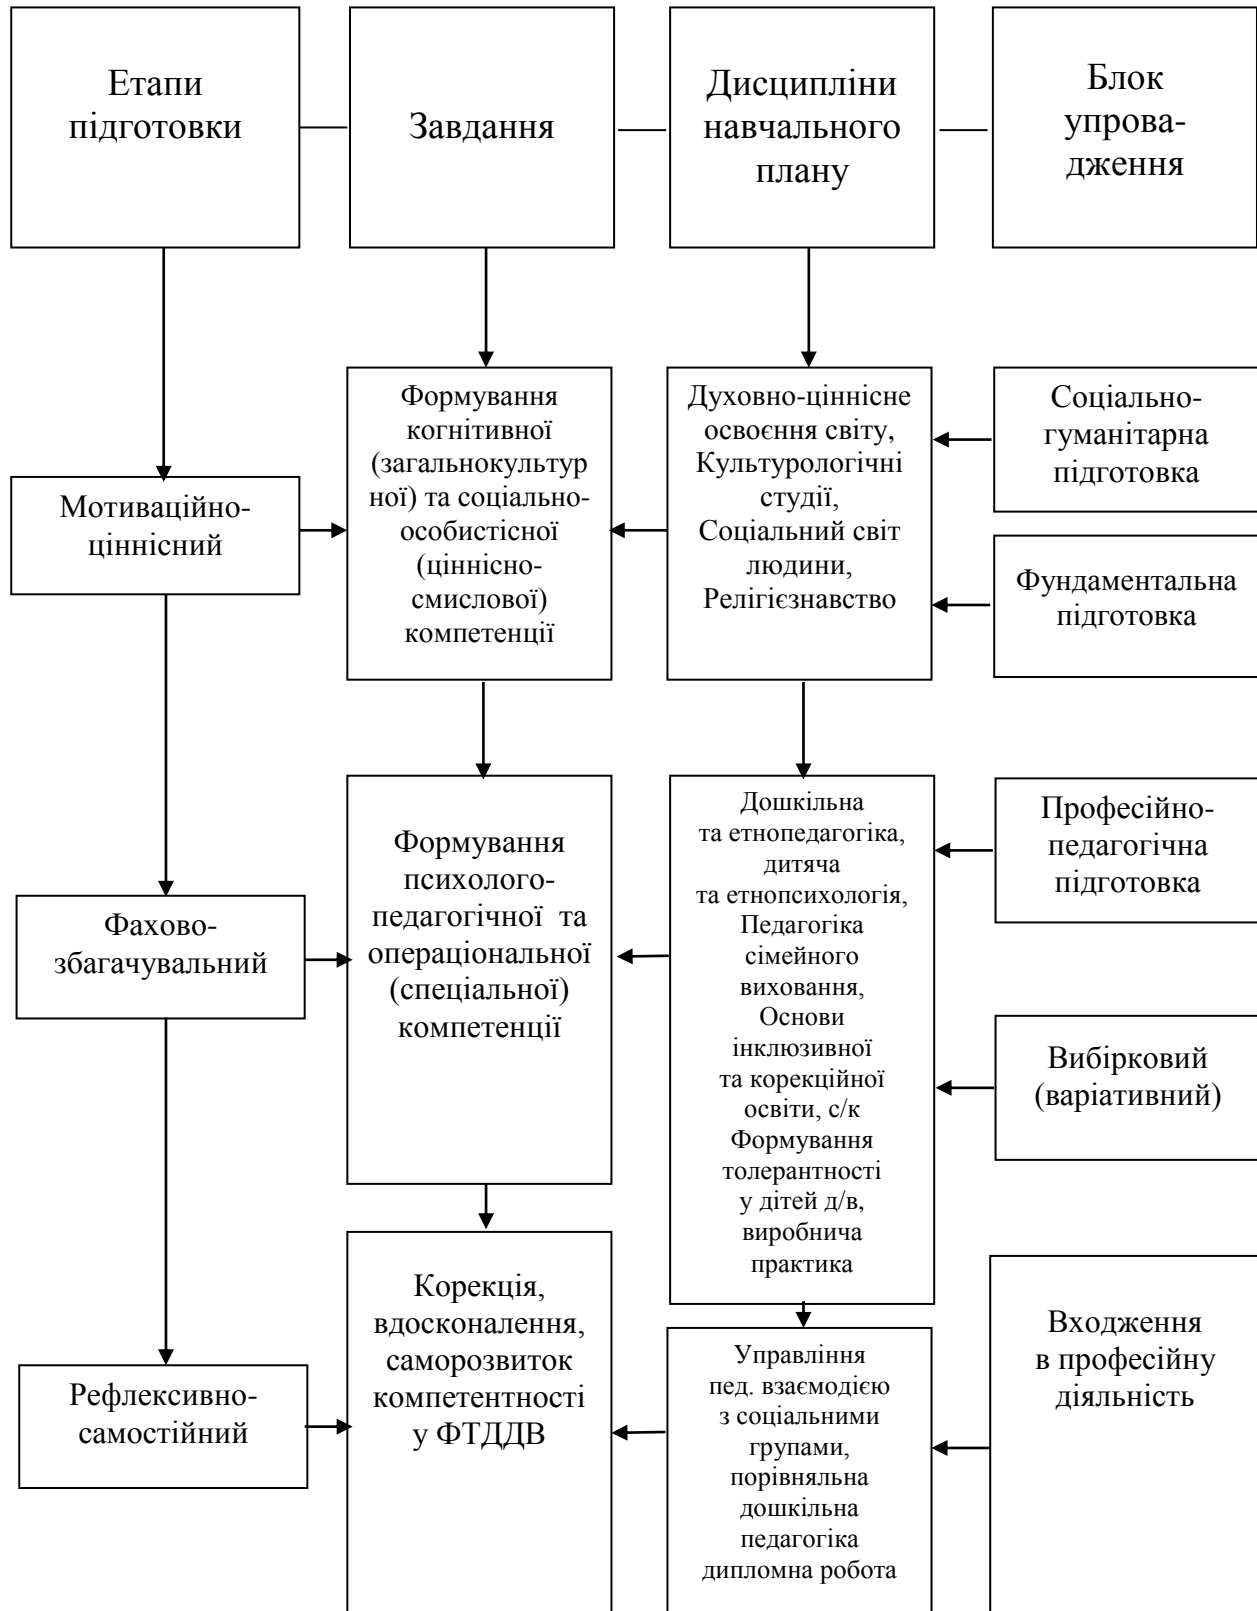 Етапи
підготовки
Завдання
Дисципліни
навчального
плану
Блок
упрова-
дження
Мотиваційно-
ціннісний
Формування
когнітивної
(загальнокультур
ної) та соціально-
особистісної
(ціннісно-
смислової)
компетенції
Духовно-ціннісне
освоєння світу,
Культурологічні
студії,
Соціальний світ
людини,
Релігієзнавство
Соціально-
гуманітарна
підготовка
Фундаментальна
підготовка
Фахово-
збагачувальний
Формування
психолого-
педагогічної та
операціональної
(спеціальної)
компетенції
Дошкільна
та етнопедагогіка,
дитяча
та етнопсихологія,
Педагогіка
сімейного
виховання,
Основи
інклюзивної
та корекційної
освіти, с/к
Формування
толерантності
у дітей д/в,
виробнича
практика
Професійно-
педагогічна
підготовка
Вибірковий
(варіативний)
Рефлексивно-
самостійний
Корекція,
вдосконалення,
саморозвиток
компетентності
у ФТДДВ
Управління
пед. взаємодією
з соціальними
групами,
порівняльна
дошкільна
педагогіка
дипломна робота
Входження
в професійну
діяльність